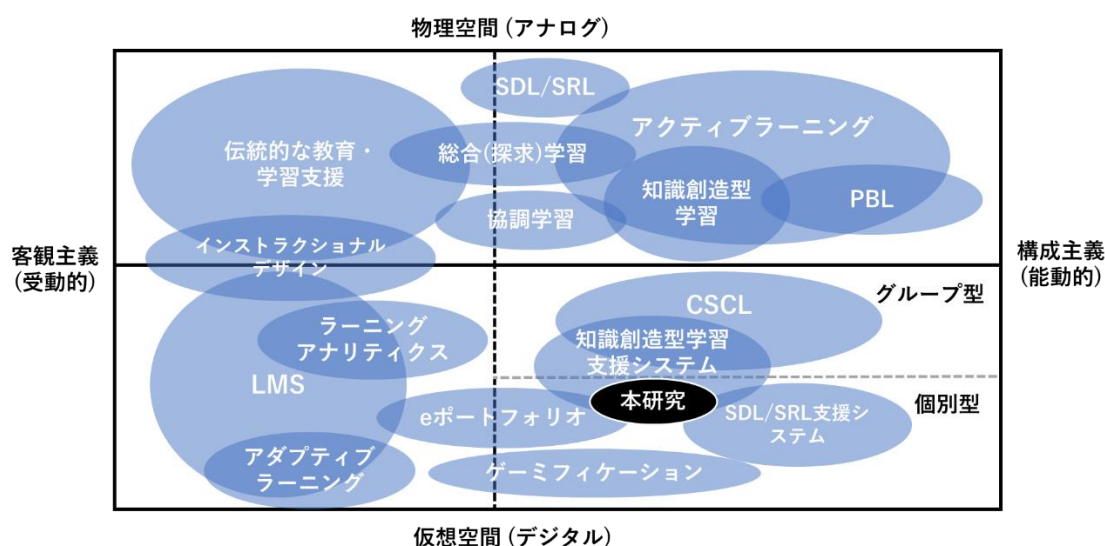 物理空間 (アナログ)
SDL/SRL
アクティブラーニング
伝統的な教育・
学習支援
総合(探求)学習
知識創造型
学習
PBL
協調学習
インストラクショナル
デザイン
客観主義
(受動的)
構成主義
(能動的)
グループ型
CSCL
ラーニング
アナリティクス
知識創造型学習
支援システム
LMS
本研究
個別型
eポートフォリオ
SDL/SRL支援シ
ステム
アダプティブ
ラーニング
ゲーミフィケーション
仮想空間 (デジタル)